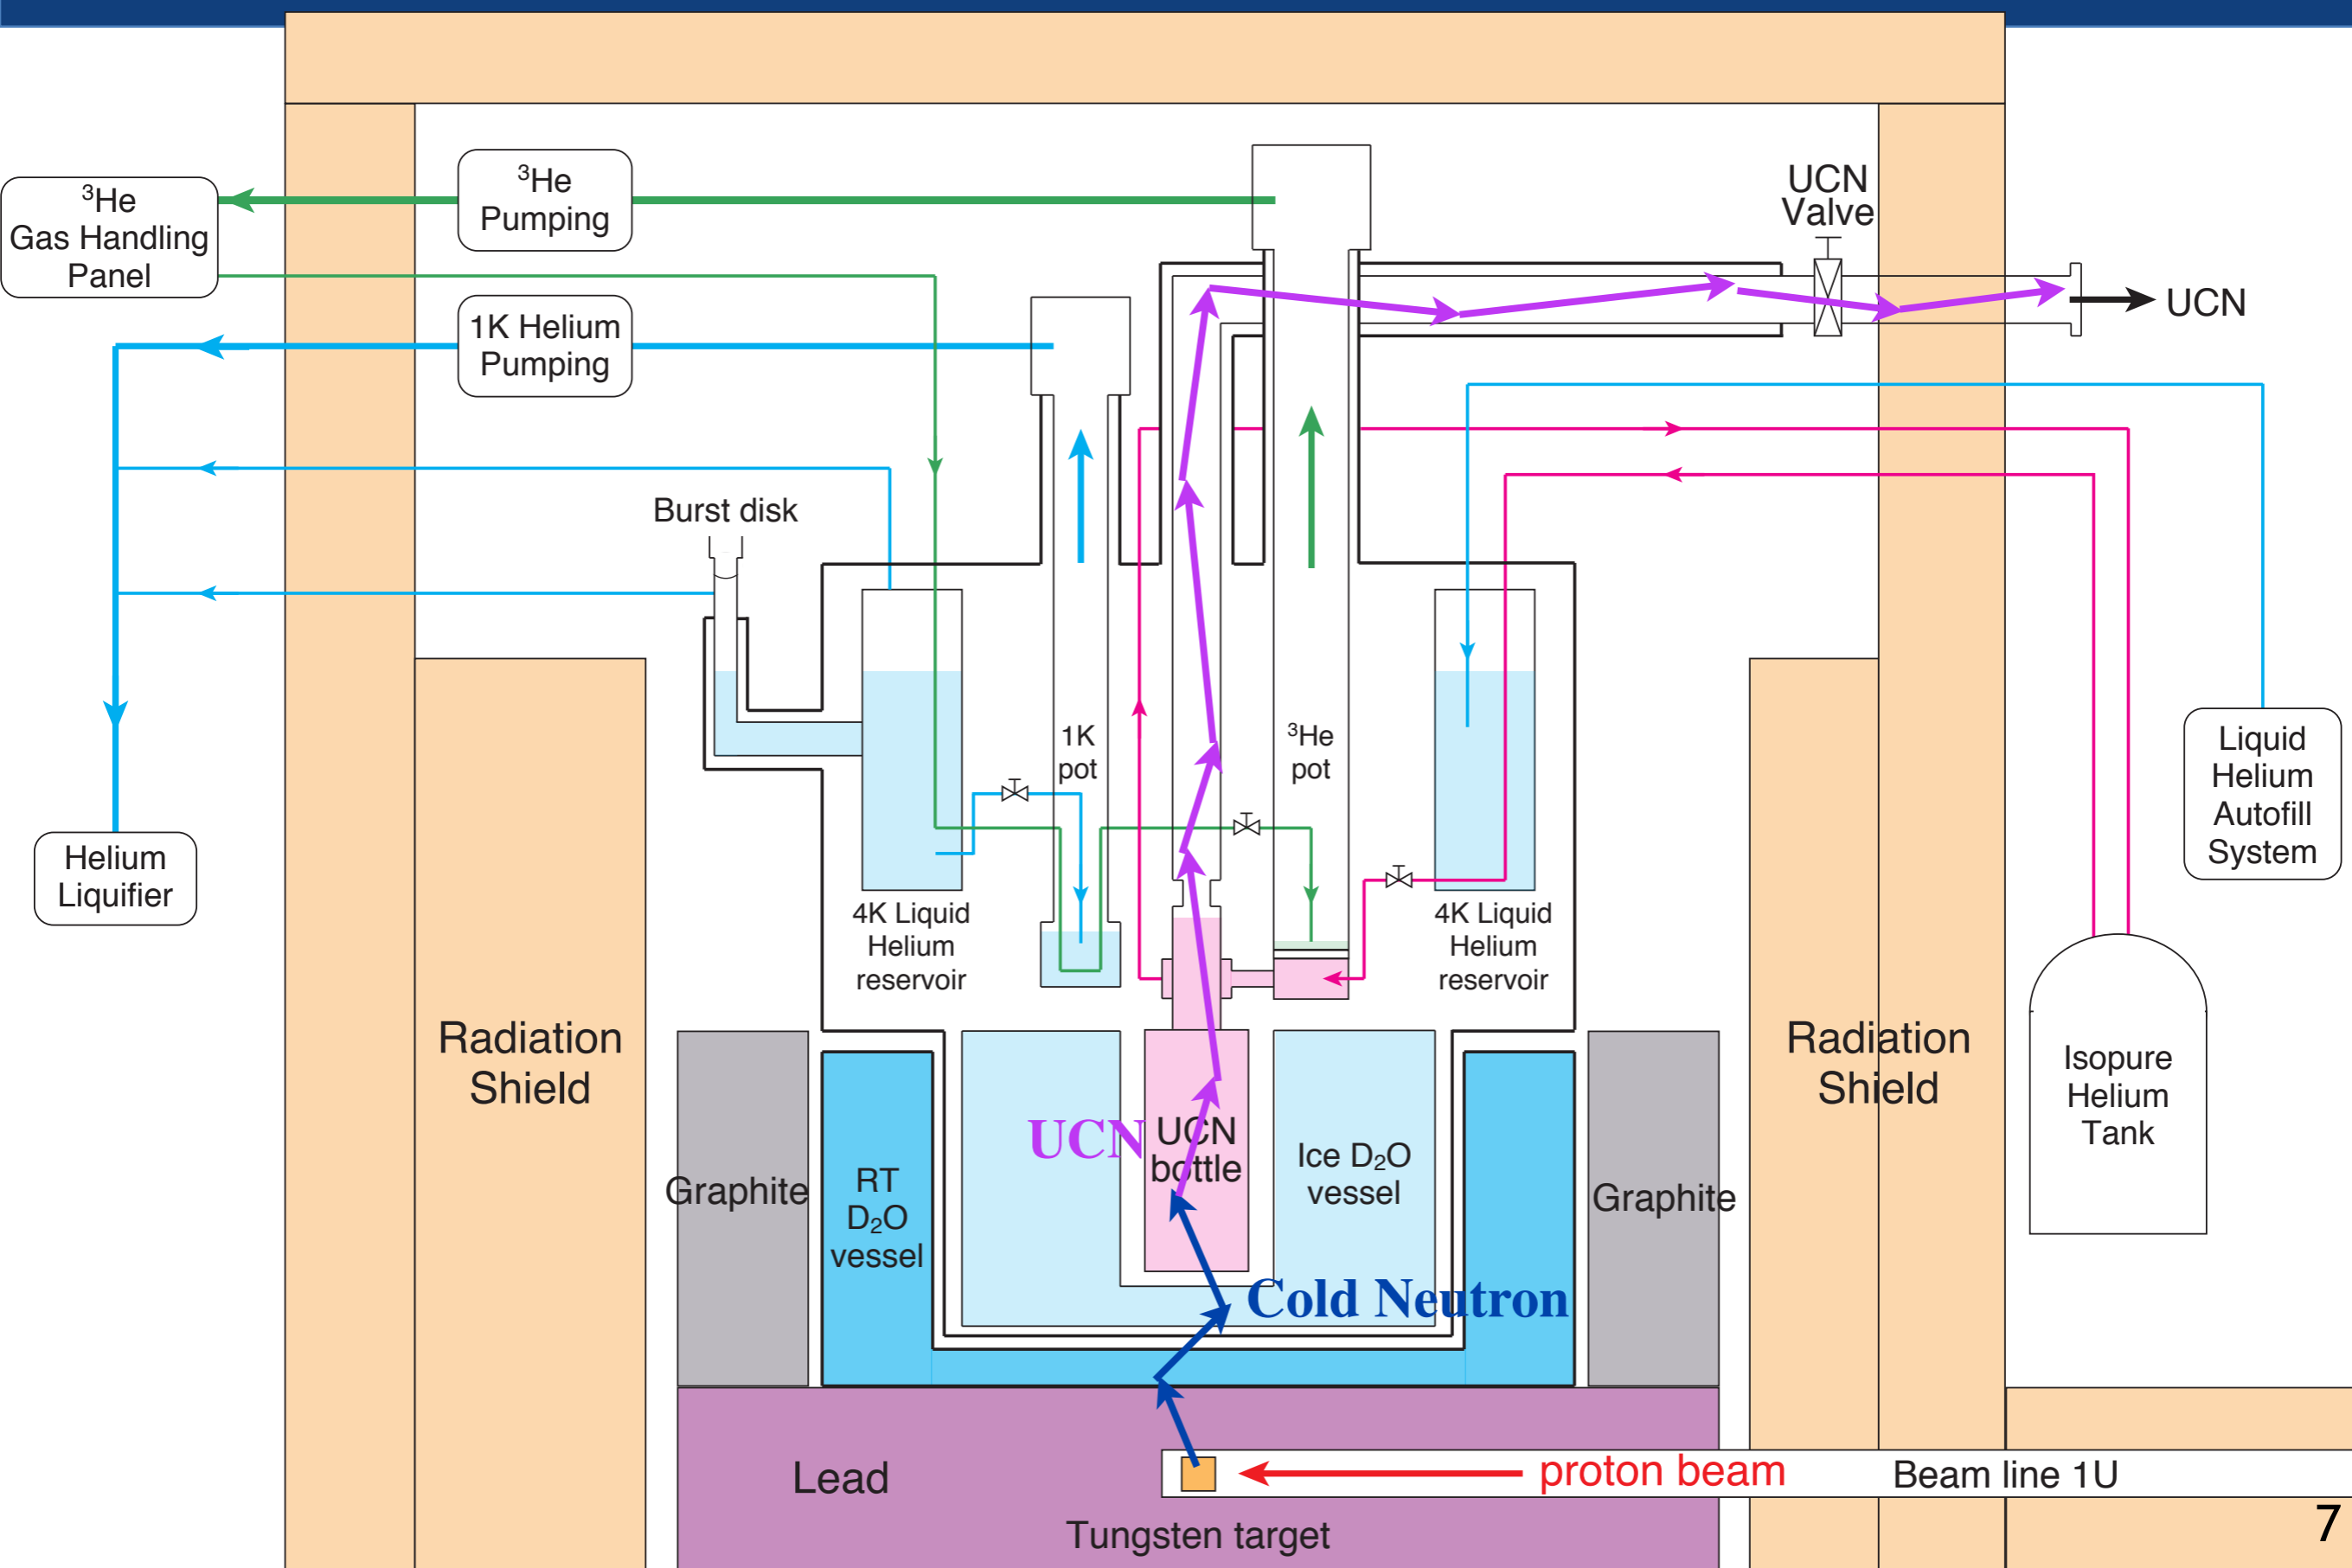 ³He
Gas Handling
Panel
³He
Pumping
1K Helium
Pumping
UCN
Valve
UCN
Burst disk
1K
pot
³He
pot
Helium
Liquifier
4K Liquid
Helium
reservoir
4K Liquid
Helium
reservoir
Liquid
Helium
Autofill
System
Radiation
Shield
Radiation
Shield
Isopure
Helium
Tank
Graphite
RT
D₂O
vessel
UCN
UCN
bottle
Ice D₂O
vessel
Graphite
Cold Neutron
Lead
proton beam
Beam line 1U
Tungsten target
7